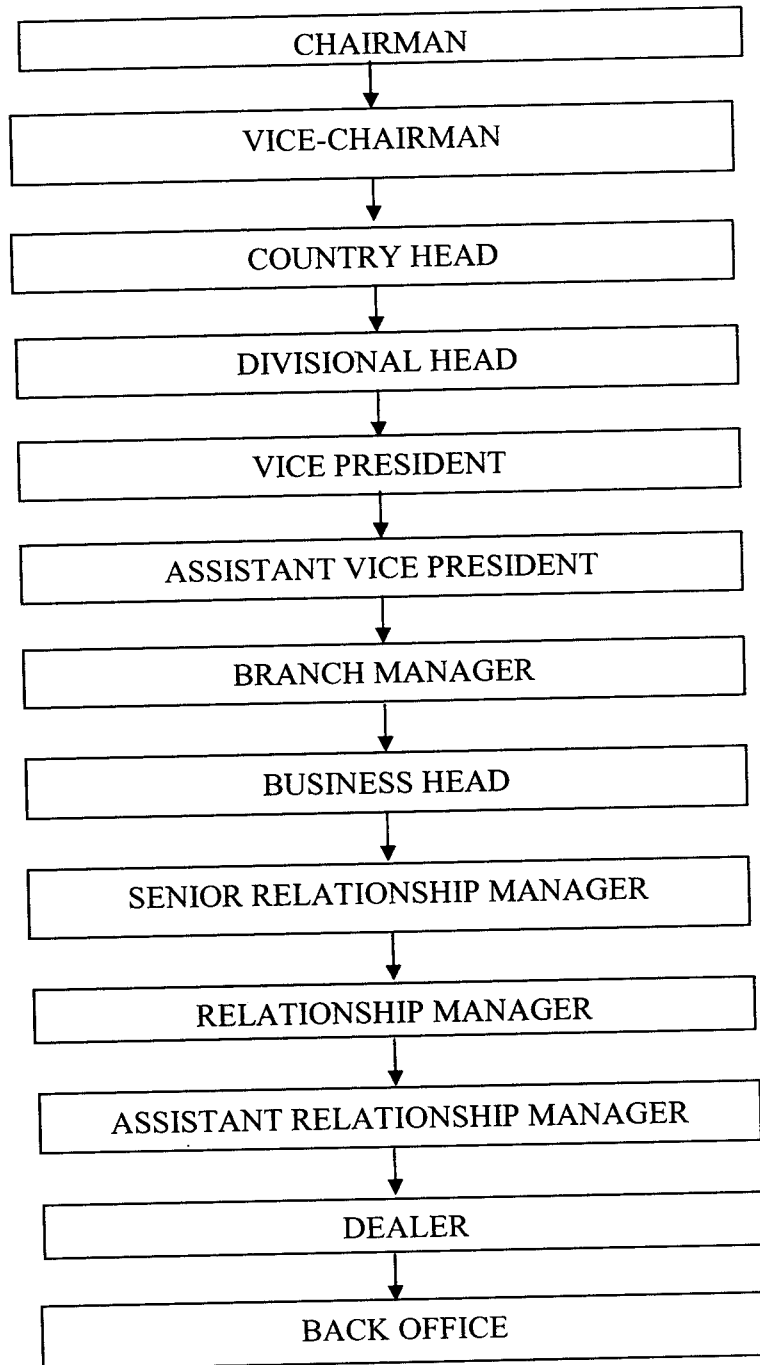 CHAIRMAN
VICE-CHAIRMAN
COUNTRY HEAD
DIVISIONAL HEAD
VICE PRESIDENT
ASSISTANT VICE PRESIDENT
BRANCH MANAGER
BUSINESS HEAD
SENIOR RELATIONSHIP MANAGER
RELATIONSHIP MANAGER
ASSISTANT RELATIONSHIP MANAGER
DEALER
BACK OFFICE